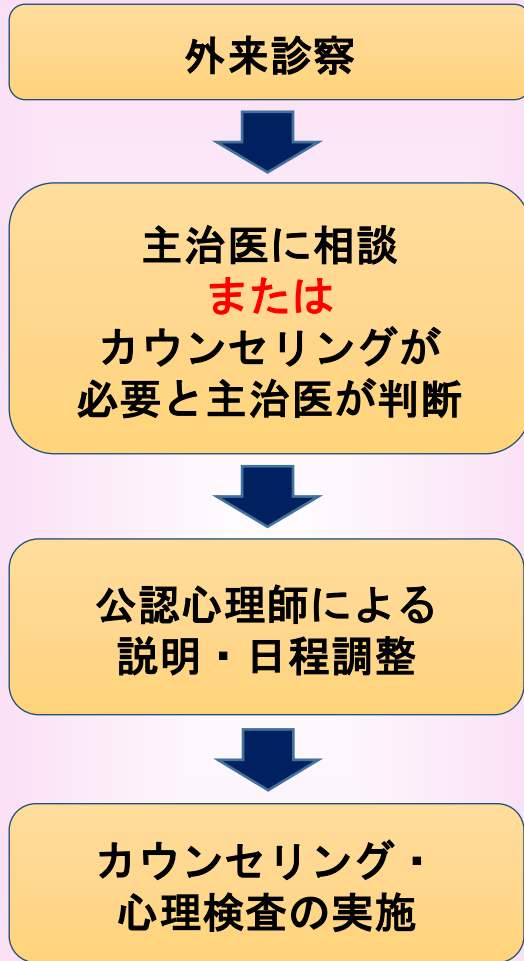 外来診察
主治医に相談
または
カウンセリングが
必要と主治医が判断
公認心理師による
説明・日程調整
カウンセリング・
心理検査の実施